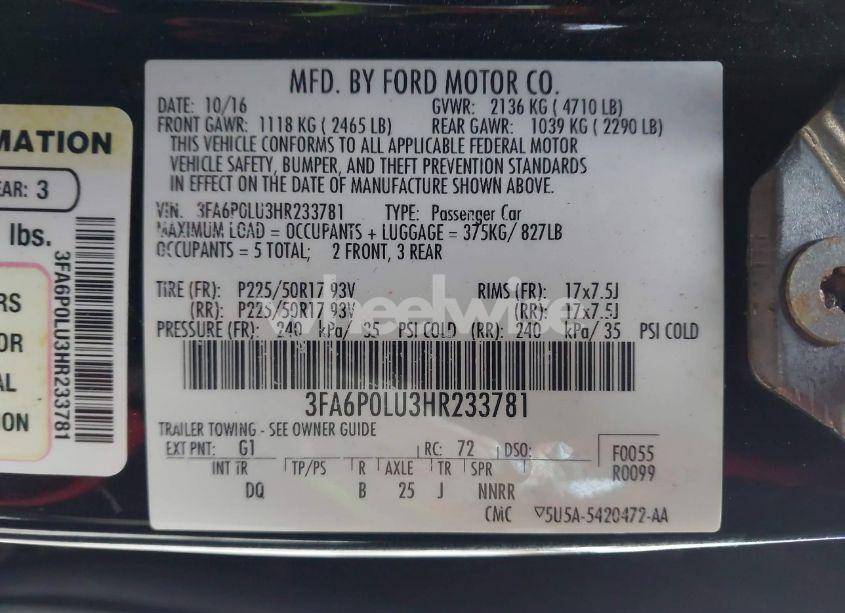 MFD. BY FORD MOTOR CO.
DATE: 10/16 GVWR: 2136 KG ( 4710 LB)
FRONT GAWR: 1118 KG ( 2465 LB) REAR GAWR: 1039 KG ( 2290 LB)
THIS VEHICLE CONFORMS TO ALL APPLICABLE FEDERAL MOTOR
VEHICLE SAFETY, BUMPER, AND THEFT PREVENTION STANDARDS
IN EFFECT ON THE DATE OF MANUFACTURE SHOWN ABOVE.
VIN: 3FA6P0LU3HR233781 TYPE: Passenger Car
MAXIMUM LOAD = OCCUPANTS + LUGGAGE = 375KG/ 827LB
OCCUPANTS = 5 TOTAL; 2 FRONT, 3 REAR
TIRE (FR): P225/50R17 93V RIMS (FR): 17x7.5J
(RR): P225/50R17 93V (RR): 17x7.5J
PRESSURE (FR): 240 kPa/ 35 PSI COLD (RR): 240 kPa/ 35 PSI COLD
3FA6P0LU3HR233781
TRAILER TOWING - SEE OWNER GUIDE
EXT PNT: G1 RC: 72 DSO: F0055
R0099
INT TR TP/PS R AXLE TR SPR
DQ B 25 J NNRR
CMC ▽5U5A-5420472-AA
MATION
EAR: 3
lbs.
RS
OR
AL
ION
3FA6P0LU3HR233781
wheelwise